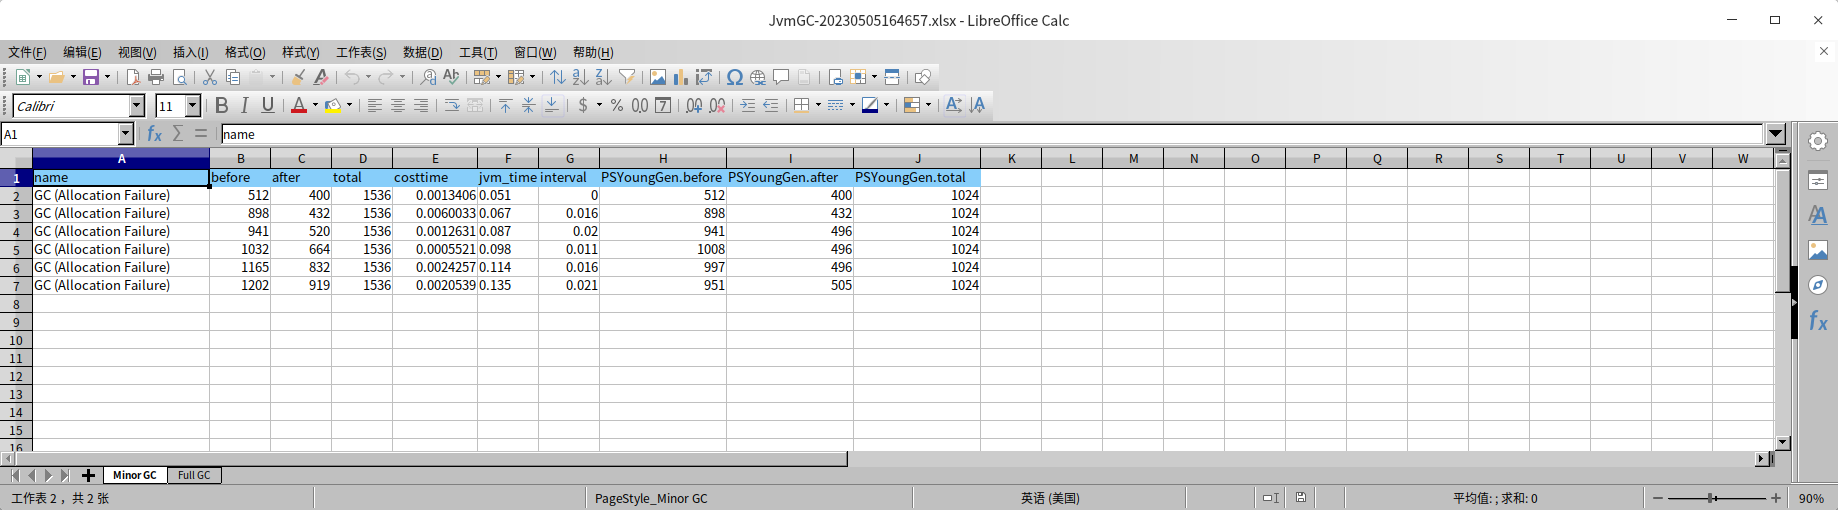 JvmGC-20230505164657.xlsx - LibreOffice Calc
文件(F) 编辑(E) 视图(V) 插入(I) 格式(O) 样式(Y) 工作表(S) 数据(D) 工具(T) 窗口(W) 帮助(H)
Calibri 11
A1 name
A B C D E F G H I J K L M N O P Q R S T U V W
1 name before after total costtime jvm_time interval PSYoungGen.before PSYoungGen.after PSYoungGen.total
2 GC (Allocation Failure) 512 400 1536 0.0013406 0.051 0 512 400 1024
3 GC (Allocation Failure) 898 432 1536 0.0060033 0.067 0.016 898 432 1024
4 GC (Allocation Failure) 941 520 1536 0.0012631 0.087 0.02 941 496 1024
5 GC (Allocation Failure) 1032 664 1536 0.0005521 0.098 0.011 1008 496 1024
6 GC (Allocation Failure) 1165 832 1536 0.0024257 0.114 0.016 997 496 1024
7 GC (Allocation Failure) 1202 919 1536 0.0020539 0.135 0.021 951 505 1024
8
9
10
11
12
13
14
15
16
Minor GC Full GC
工作表 2， 共 2 张 PageStyle_Minor GC 英语 (美国) 平均值: ; 求和: 0 90%